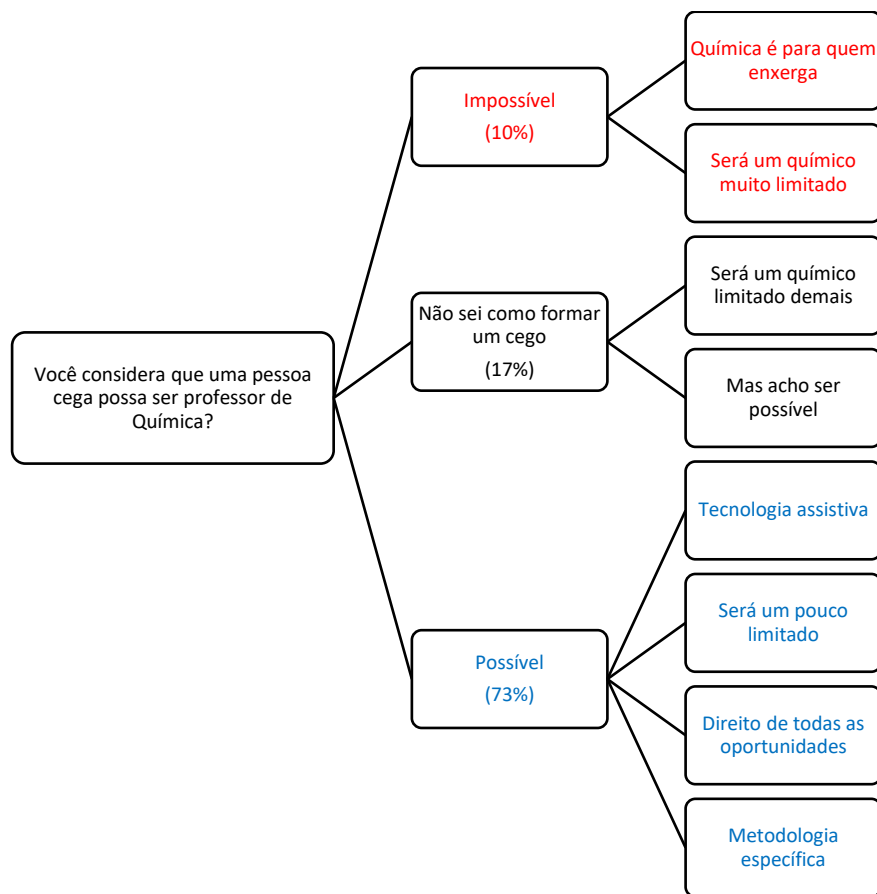 Você considera que uma pessoa
cega possa ser professor de
Química?
Impossível
(10%)
Química é para quem
enxerga
Será um químico
muito limitado
Não sei como formar
um cego
(17%)
Será um químico
limitado demais
Mas acho ser
possível
Possível
(73%)
Tecnologia assistiva
Será um pouco
limitado
Direito de todas as
oportunidades
Metodologia
específica